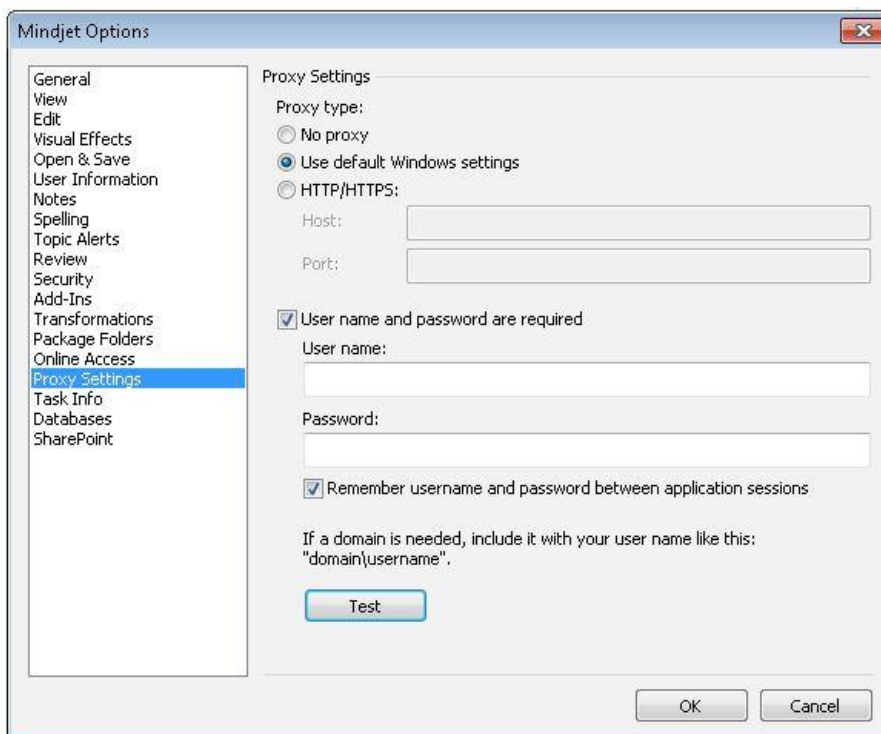 Mindjet Options
General
View
Edit
Visual Effects
Open & Save
User Information
Notes
Spelling
Topic Alerts
Review
Security
Add-Ins
Transformations
Package Folders
Online Access
Proxy Settings
Task Info
Databases
SharePoint
Proxy Settings
Proxy type:
No proxy
Use default Windows settings
HTTP/HTTPS:
Host:
Port:
User name and password are required
User name:
Password:
Remember username and password between application sessions
If a domain is needed, include it with your user name like this:
"domain\username".
Test
OK
Cancel